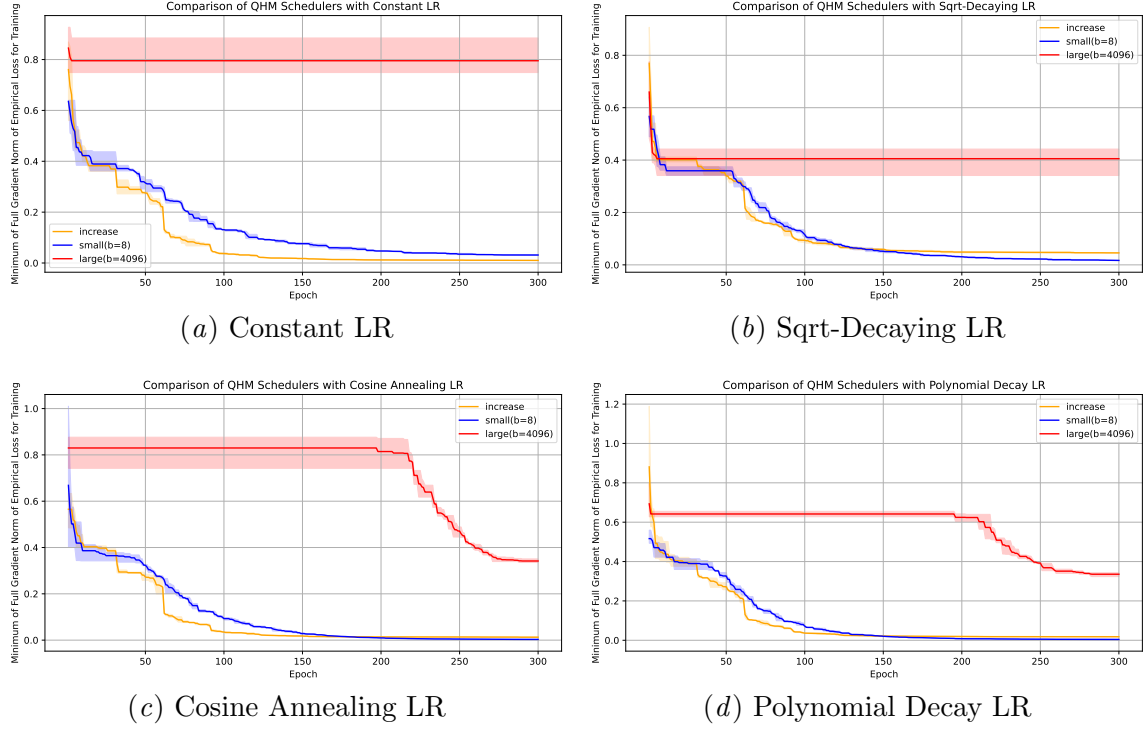 Comparison of QHM Schedulers with Constant LR
Minimum of Full Gradient Norm of Empirical Loss for Training
0.8
0.6
0.4
0.2
0.0
increase
small(b=8)
large(b=4096)
50
100
150
200
250
300
Epoch
(a) Constant LR
Comparison of QHM Schedulers with Sqrt-Decaying LR
Minimum of Full Gradient Norm of Empirical Loss for Training
0.8
0.6
0.4
0.2
0.0
increase
small(b=8)
large(b=4096)
50
100
150
200
250
300
Epoch
(b) Sqrt-Decaying LR
Comparison of QHM Schedulers with Cosine Annealing LR
Minimum of Full Gradient Norm of Empirical Loss for Training
1.0
0.8
0.6
0.4
0.2
0.0
increase
small(b=8)
large(b=4096)
50
100
150
200
250
300
Epoch
(c) Cosine Annealing LR
Comparison of QHM Schedulers with Polynomial Decay LR
Minimum of Full Gradient Norm of Empirical Loss for Training
1.2
1.0
0.8
0.6
0.4
0.2
0.0
increase
small(b=8)
large(b=4096)
50
100
150
200
250
300
Epoch
(d) Polynomial Decay LR